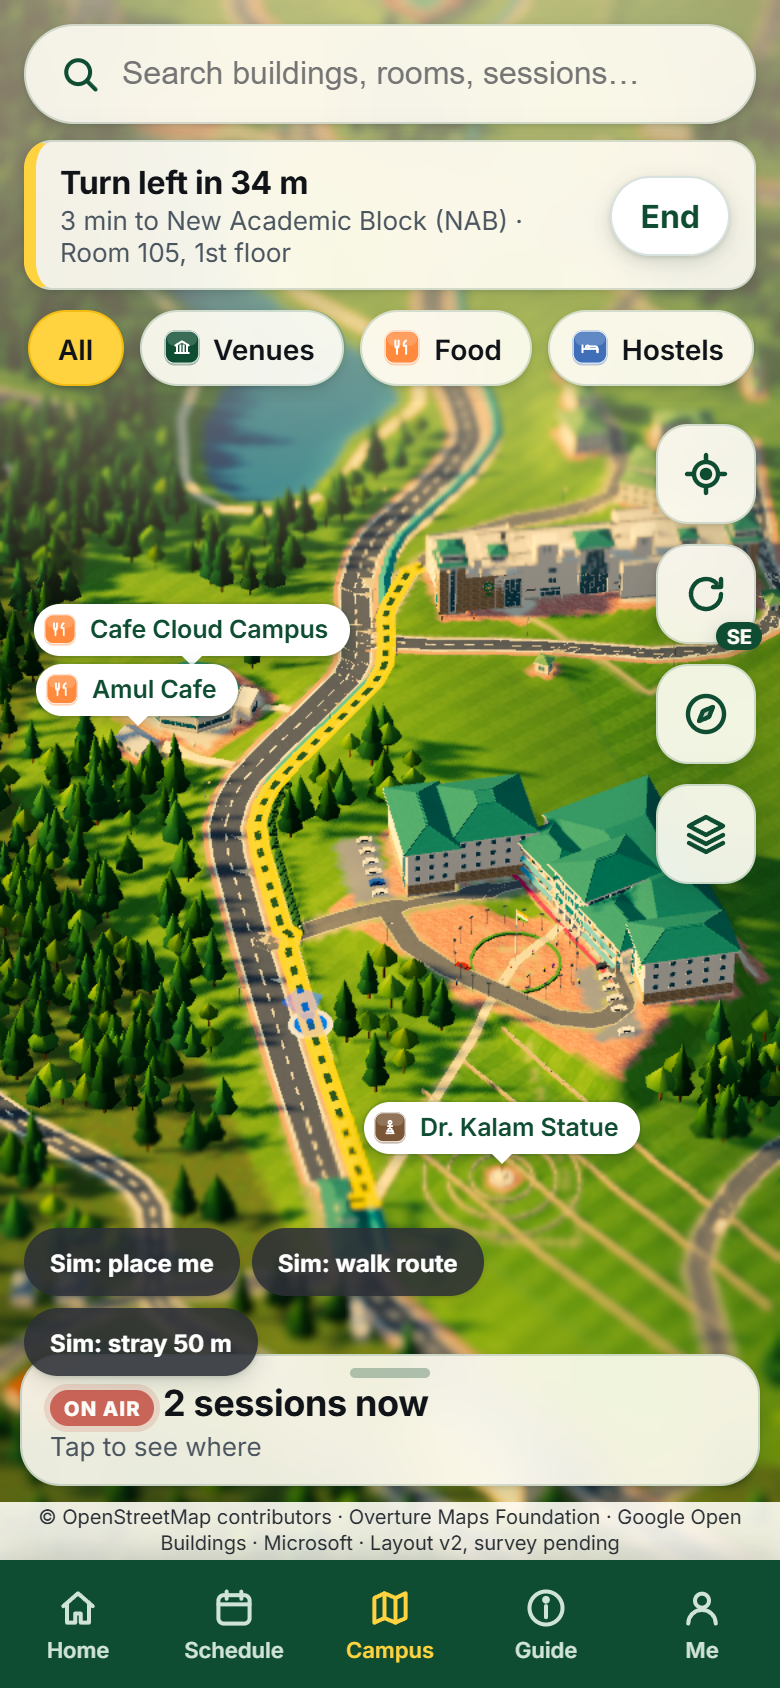 Search buildings, rooms, sessions…
Turn left in 34 m
3 min to New Academic Block (NAB) ·
Room 105, 1st floor
End
All
Venues
Food
Hostels
SE
Cafe Cloud Campus
Amul Cafe
Dr. Kalam Statue
Sim: place me
Sim: walk route
Sim: stray 50 m
ON AIR 2 sessions now
Tap to see where
© OpenStreetMap contributors · Overture Maps Foundation · Google Open
Buildings · Microsoft · Layout v2, survey pending
Home
Schedule
Campus
Guide
Me